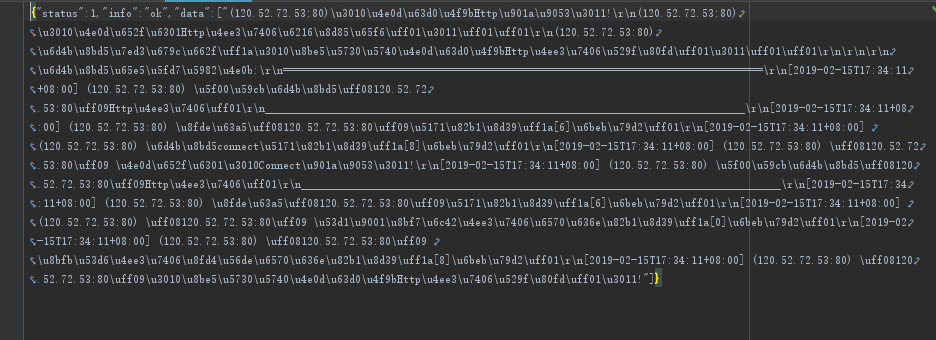 {"status":1,"info":"ok","data":["(120.52.73:80)\u3010\u4e0d\u63d0\u4f9bHttp\u901a\u9053\u3011!\r\n(120.52.73:80)
\u3010\u4e0d\u652f\u6301Http\u4ee3\u7406\u6216\u8d85\u65f6\uff01\u3011\uff01\uff01\r\n(120.52.73:80)
\u6d4b\u8bd5\u7ed3\u679c\u662f\uff1a\u3010\u8be5\u5730\u5740\u4e0d\u63d0\u4f9bHttp\u4ee3\u7406\u529f\u80fd\uff01\u3011\uff01\uff01\r\n\r\n\r\n
\u6d4b\u8bd5\u65e5\u5fd7\u5982\u4e0b:\r\n======================================================================\r\n[2019-02-15T17:34:11
+08:00] (120.52.72.53:80) \u5f00\u59cb\u6d4b\u8bd5\uff08120.52.72
.53:80\uff09Http\u4ee3\u7406\uff01\r\n______________________________________________________________________\r\n[2019-02-15T17:34:11+08
:00] (120.52.72.53:80) \u8fde\u63a5\uff08120.52.72.53:80\uff09\u5171\u82b1\u8d39\uff1a[6]\u6beb\u79d2\uff01\r\n[2019-02-15T17:34:11+08:00]
(120.52.72.53:80) \u6d4b\u8bd5connect\u5171\u82b1\u8d39\uff1a[8]\u6beb\u79d2\uff01\r\n[2019-02-15T17:34:11+08:00] (120.52.72.53:80) \uff08120.52.72
.53:80\uff09 \u4e0d\u652f\u6301\u3010Connect\u901a\u9053\u3011!\r\n[2019-02-15T17:34:11+08:00] (120.52.72.53:80) \u5f00\u59cb\u6d4b\u8bd5\uff08120
.52.72.53:80\uff09Http\u4ee3\u7406\uff01\r\n______________________________________________________________________\r\n[2019-02-15T17:34
:11+08:00] (120.52.72.53:80) \u8fde\u63a5\uff08120.52.72.53:80\uff09\u5171\u82b1\u8d39\uff1a[6]\u6beb\u79d2\uff01\r\n[2019-02-15T17:34:11+08:00]
(120.52.72.53:80) \uff08120.52.72.53:80\uff09 \u53d1\u9001\u8bf7\u6c42\u4ee3\u7406\u6570\u636e\u82b1\u8d39\uff1a[0]\u6beb\u79d2\uff01\r\n[2019-02
-15T17:34:11+08:00] (120.52.72.53:80) \uff08120.52.72.53:80\uff09
\u8bfb\u53d6\u4ee3\u7406\u8fd4\u56de\u6570\u636e\u82b1\u8d39\uff1a[8]\u6beb\u79d2\uff01\r\n[2019-02-15T17:34:11+08:00] (120.52.72.53:80) \uff08120
.52.72.53:80\uff09\u3010\u8be5\u5730\u5740\u4e0d\u63d0\u4f9bHttp\u4ee3\u7406\u529f\u80fd\uff01\u3011!"]}